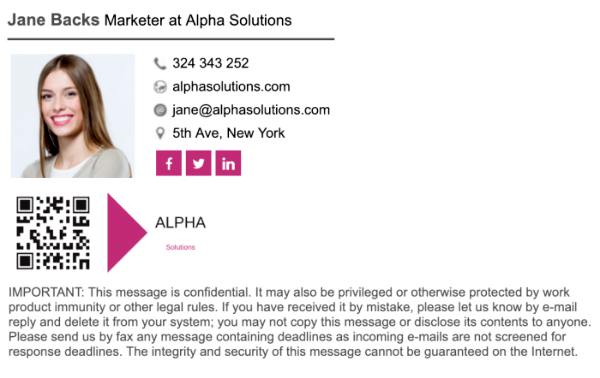 Jane Backs Marketer at Alpha Solutions
324 343 252
alphasolutions.com
jane@alphasolutions.com
5th Ave, New York
f in
ALPHA
Solutions
IMPORTANT: This message is confidential. It may also be privileged or otherwise protected by work
product immunity or other legal rules. If you have received it by mistake, please let us know by e-mail
reply and delete it from your system; you may not copy this message or disclose its contents to anyone.
Please send us by fax any message containing deadlines as incoming e-mails are not screened for
response deadlines. The integrity and security of this message cannot be guaranteed on the Internet.